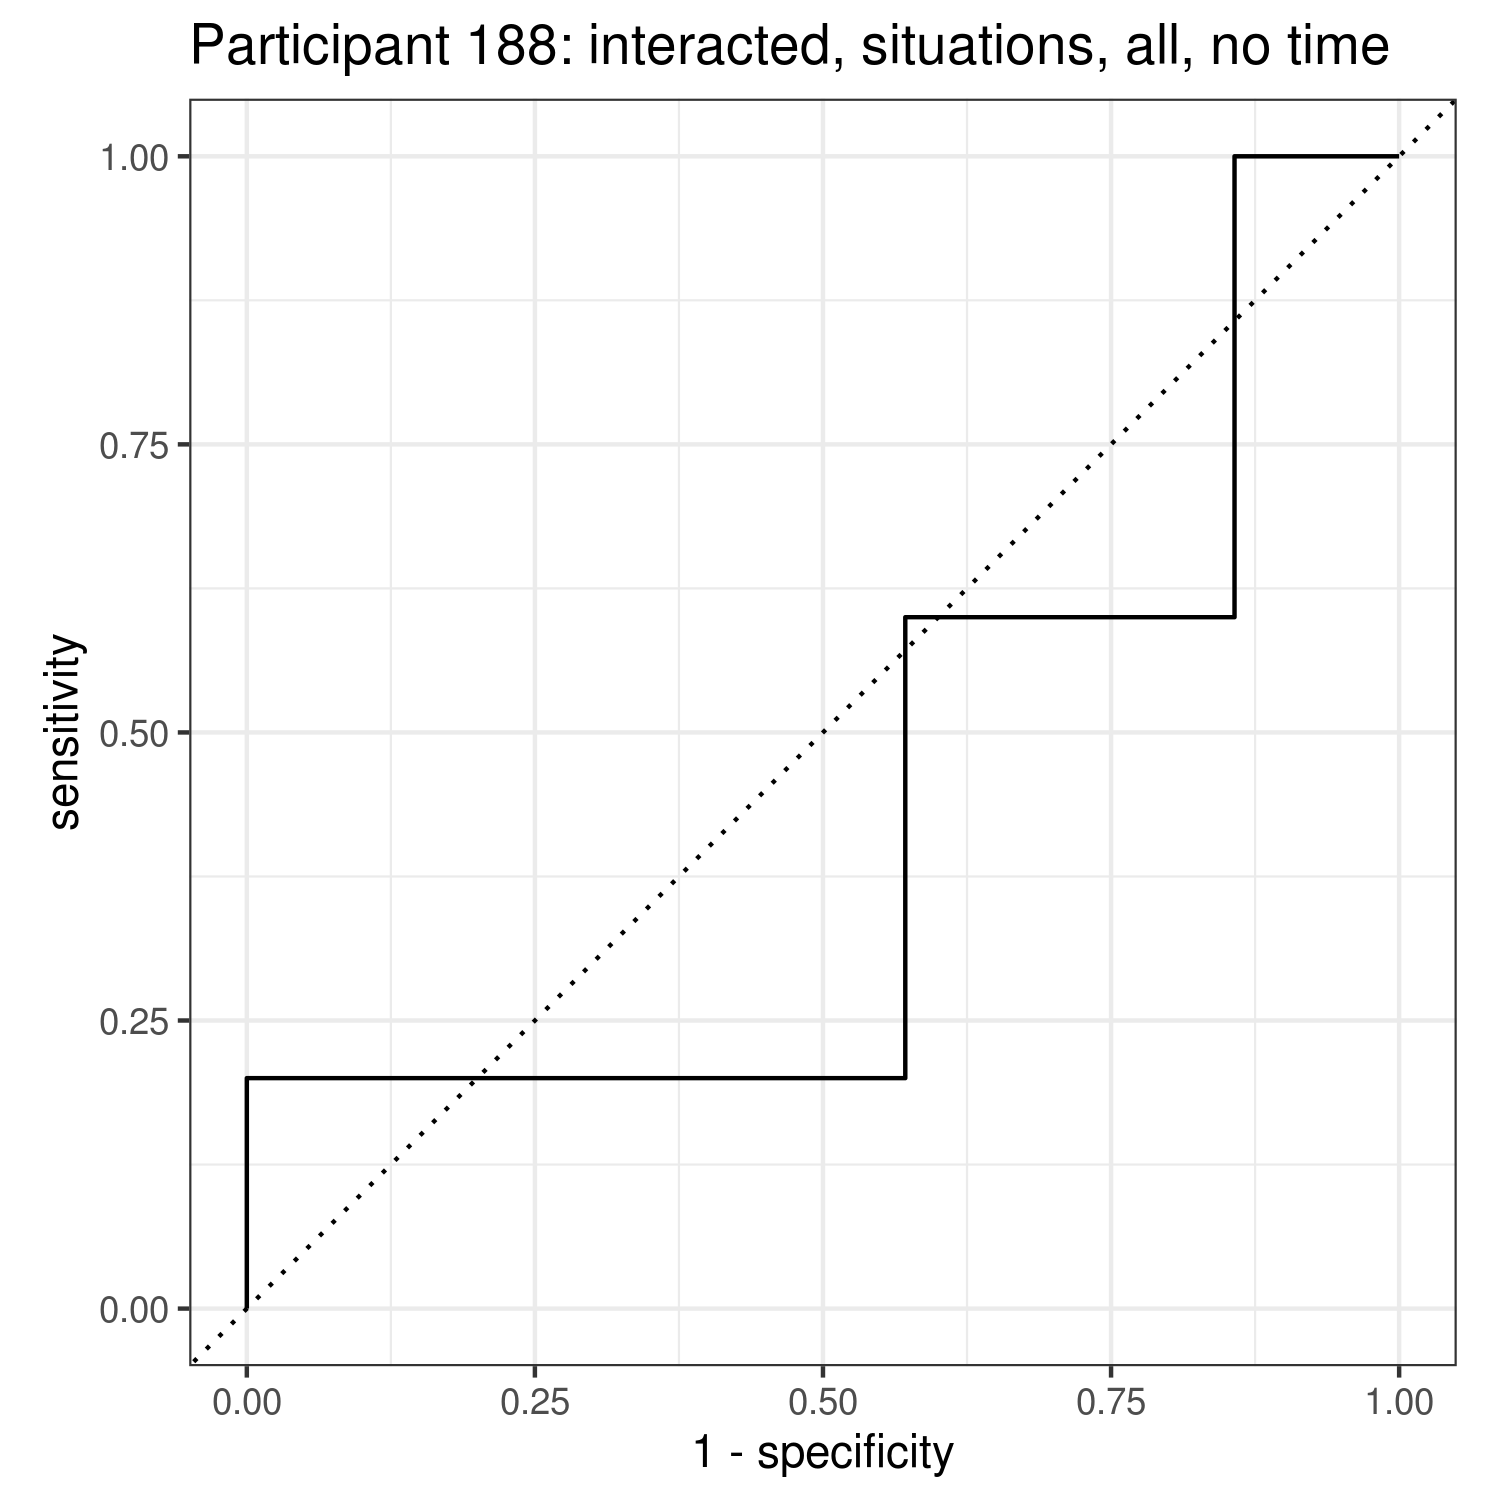 Participant 188: interacted, situations, all, no time
1.00
0.75
0.50
0.25
0.00
sensitivity
0.00 0.25 0.50 0.75 1.00
1 - specificity